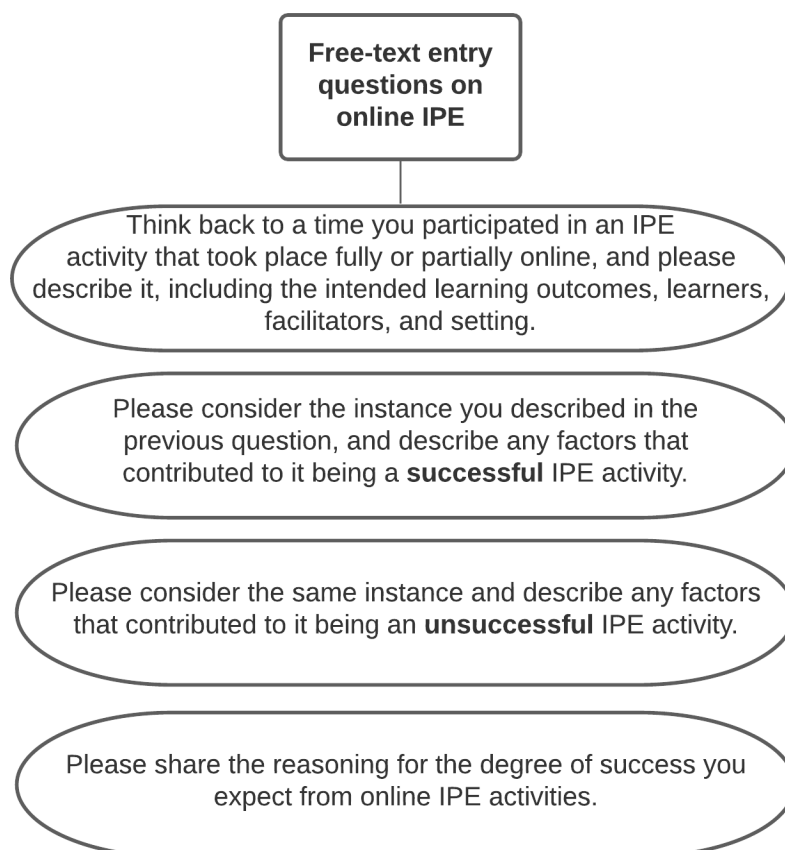 Free-text entry
questions on
online IPE
Think back to a time you participated in an IPE
activity that took place fully or partially online, and please
describe it, including the intended learning outcomes, learners,
facilitators, and setting.
Please consider the instance you described in the
previous question, and describe any factors that
contributed to it being a successful IPE activity.
Please consider the same instance and describe any factors
that contributed to it being an unsuccessful IPE activity.
Please share the reasoning for the degree of success you
expect from online IPE activities.